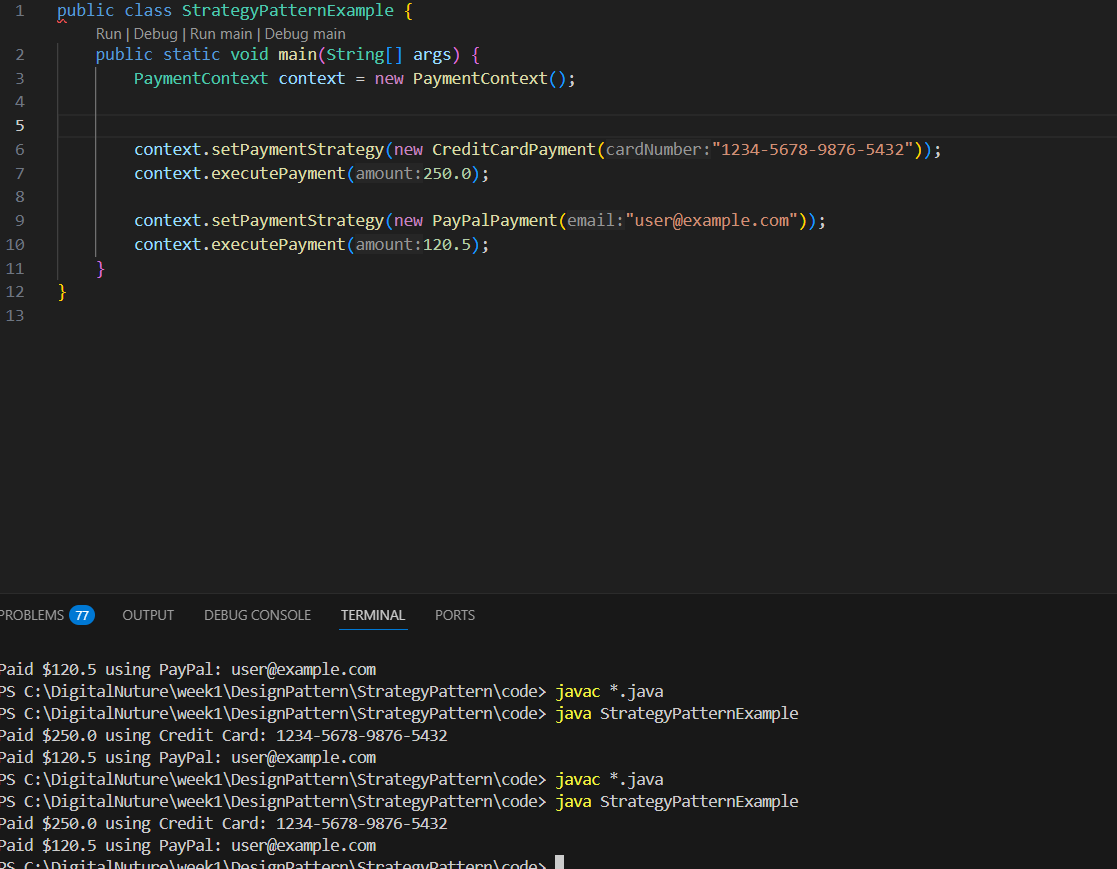 1 public class StrategyPatternExample {
Run | Debug | Run main | Debug main
2 public static void main(String[] args) {
3 PaymentContext context = new PaymentContext();
4
5
6 context.setPaymentStrategy(new CreditCardPayment(cardNumber:"1234-5678-9876-5432"));
7 context.executePayment(amount:250.0);
8
9 context.setPaymentStrategy(new PayPalPayment(email:"user@example.com"));
10 context.executePayment(amount:120.5);
11 }
12 }
13
PROBLEMS 77 OUTPUT DEBUG CONSOLE TERMINAL PORTS
Paid $120.5 using PayPal: user@example.com
PS C:\DigitalNuture\week1\DesignPattern\StrategyPattern\code> javac *.java
PS C:\DigitalNuture\week1\DesignPattern\StrategyPattern\code> java StrategyPatternExample
Paid $250.0 using Credit Card: 1234-5678-9876-5432
Paid $120.5 using PayPal: user@example.com
PS C:\DigitalNuture\week1\DesignPattern\StrategyPattern\code> javac *.java
PS C:\DigitalNuture\week1\DesignPattern\StrategyPattern\code> java StrategyPatternExample
Paid $250.0 using Credit Card: 1234-5678-9876-5432
Paid $120.5 using PayPal: user@example.com
PS C:\DigitalNuture\week1\DesignPattern\StrategyPattern\code>